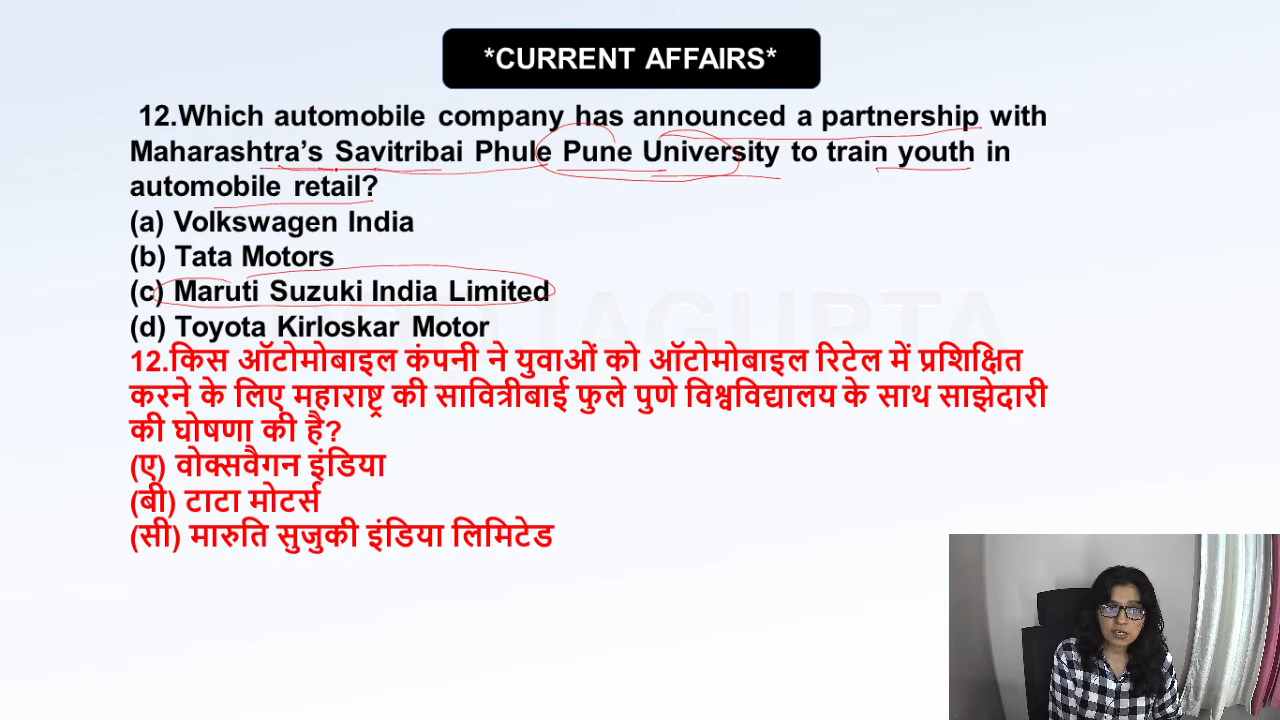 *CURRENT AFFAIRS*
12.Which automobile company has announced a partnership with
Maharashtra’s Savitribai Phule Pune University to train youth in
automobile retail?
(a) Volkswagen India
(b) Tata Motors
(c) Maruti Suzuki India Limited
(d) Toyota Kirloskar Motor
12.किस ऑटोमोबाइल कंपनी ने युवाओं को ऑटोमोबाइल रिटेल में प्रशिक्षित
करने के लिए महाराष्ट्र की सावित्रीबाई फुले पुणे विश्वविद्यालय के साथ साझेदारी
की घोषणा की है?
(ए) वोक्सवैगन इंडिया
(बी) टाटा मोटर्स
(सी) मारुति सुजुकी इंडिया लिमिटेड